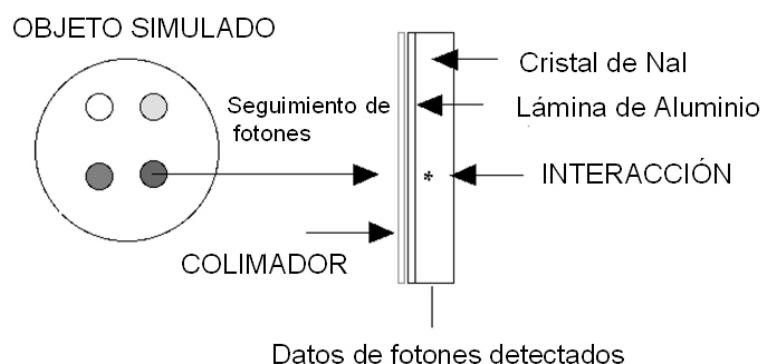 OBJETO SIMULADO
Cristal de NaI
Seguimiento de
fotones
Lámina de Aluminio
*
INTERACCIÓN
COLIMADOR
Datos de fotones detectados